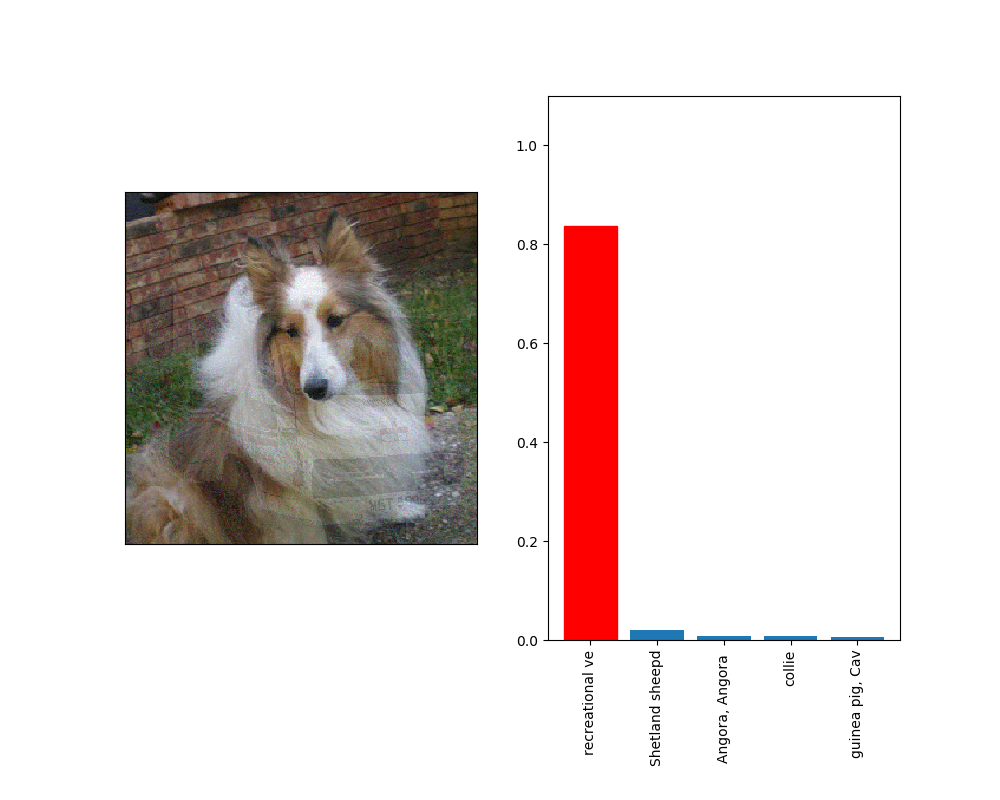 1.0
0.8
0.6
0.4
0.2
0.0
recreational ve
Shetland sheepd
Angora, Angora
collie
guinea pig, Cav